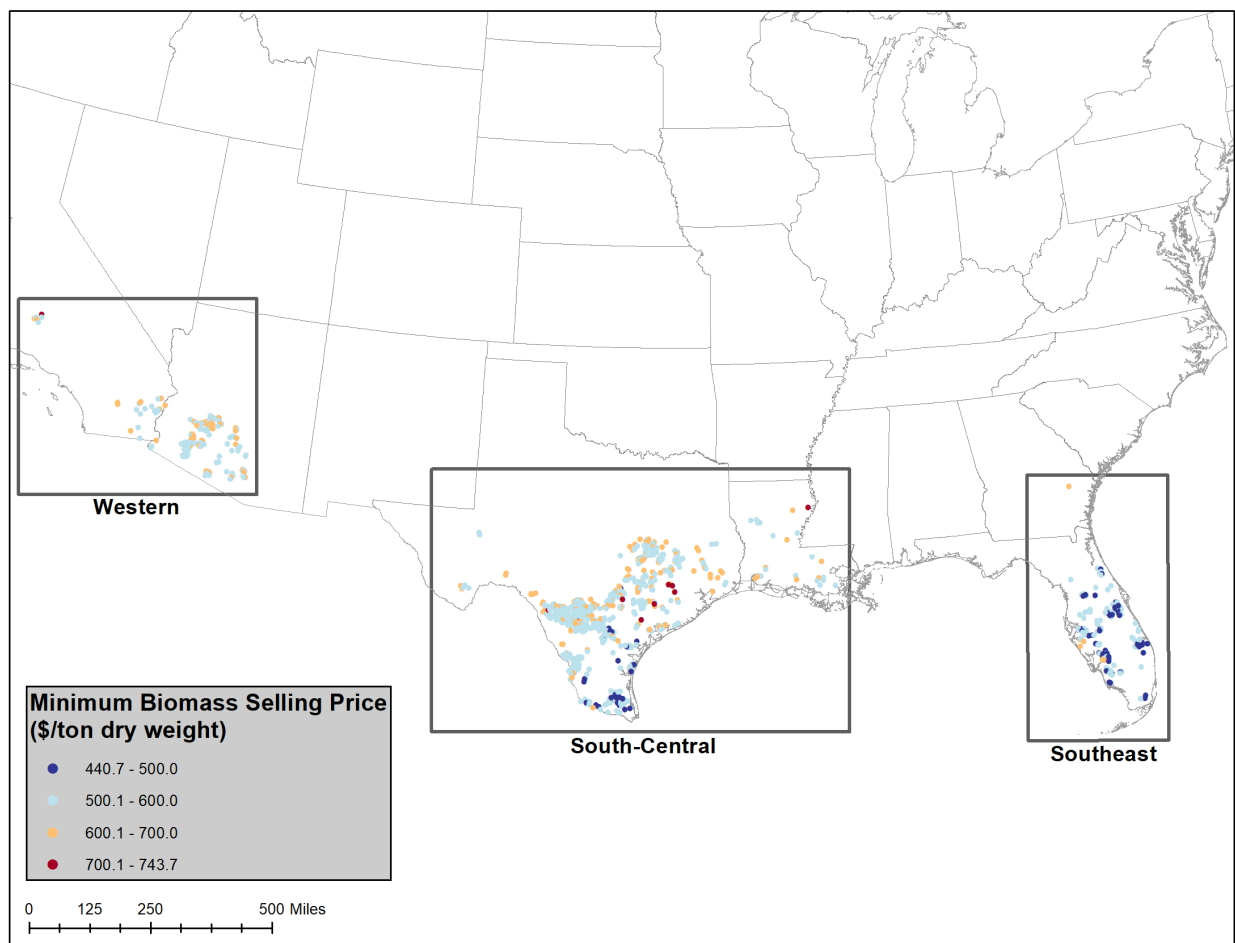 Western
South-Central
Southeast
Minimum Biomass Selling Price
($/ton dry weight)
440.7 - 500.0
500.1 - 600.0
600.1 - 700.0
700.1 - 743.7
0 125 250 500 Miles